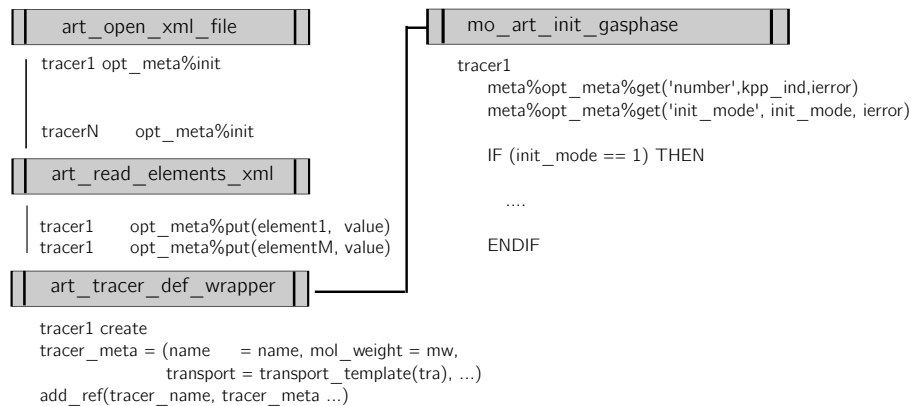 art_open_xml_file
tracer1 opt_meta%init
tracerN opt_meta%init
art_read_elements_xml
tracer1 opt_meta%put(element1, value)
tracer1 opt_meta%put(elementM, value)
art_tracer_def_wrapper
tracer1 create
tracer_meta = (name = name, mol_weight = mw,
transport = transport_template(tra), ...)
add_ref(tracer_name, tracer_meta ...)
mo_art_init_gasphase
tracer1
meta%opt_meta%get('number',kpp_ind,ierror)
meta%opt_meta%get('init_mode', init_mode, ierror)
IF (init_mode == 1) THEN
....
ENDIF